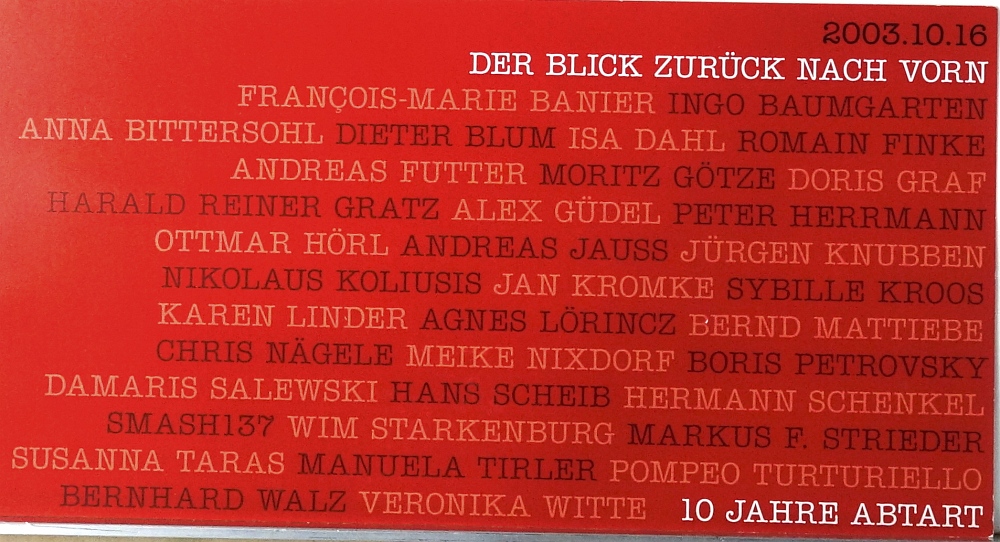 2003.10.16
DER BLICK ZURÜCK NACH VORN
FRANÇOIS-MARIE BANIER INGO BAUMGARTEN
ANNA BITTERSOHL DIETER BLUM ISA DAHL ROMAIN FINKE
ANDREAS FUTTER MORITZ GÖTZE DORIS GRAF
HARALD REINER GRATZ ALEX GÜDEL PETER HERRMANN
OTTMAR HÖRL ANDREAS JAUSS JÜRGEN KNUBBEN
NIKOLAUS KOLIUSIS JAN KROMKE SYBILLE KROOS
KAREN LINDER AGNES LÖRINCZ BERND MATTIEBE
CHRIS NÄGELE MEIKE NIXDORF BORIS PETROVSKY
DAMARIS SALEWSKI HANS SCHEIB HERMANN SCHENKEL
SMASH137 WIM STARKENBURG MARKUS F. STRIEDER
SUSANNA TARAS MANUELA TIRLER POMPEO TURTURIELLO
BERNHARD WALZ VERONIKA WITTE 10 JAHRE ABTART